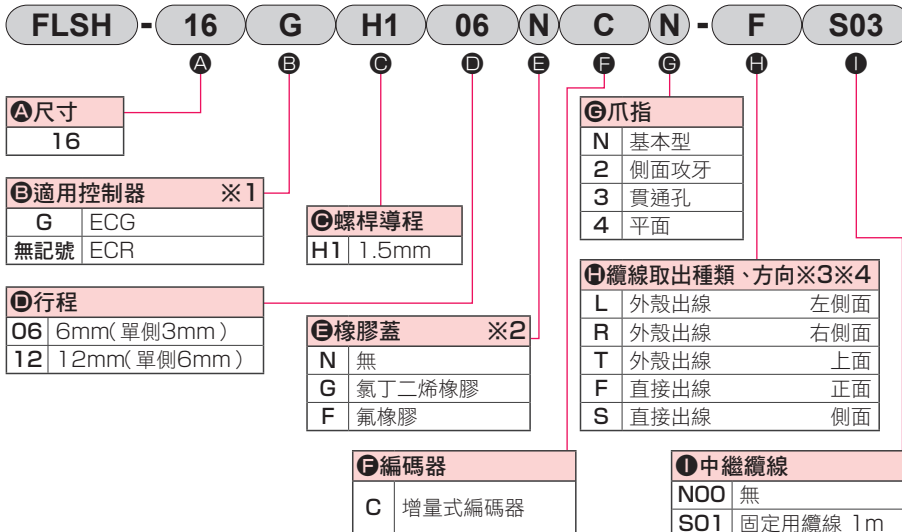 FLSH - 16 G H1 06 N C N - F S03
A B C D E F G H I
A尺寸
16
B適用控制器 ※1
G ECG
無記號 ECR
C螺桿導程
H1 1.5mm
D行程
06 6mm(單側3mm)
12 12mm(單側6mm)
E橡膠蓋 ※2
N 無
G 氯丁二烯橡膠
F 氟橡膠
F編碼器
C 增量式編碼器
G爪指
N 基本型
2 側面攻牙
3 貫通孔
4 平面
H纜線取出種類、方向※3※4
L 外殼出線 左側面
R 外殼出線 右側面
T 外殼出線 上面
F 直接出線 正面
S 直接出線 側面
I中繼纜線
N00 無
S01 固定用纜線 1m